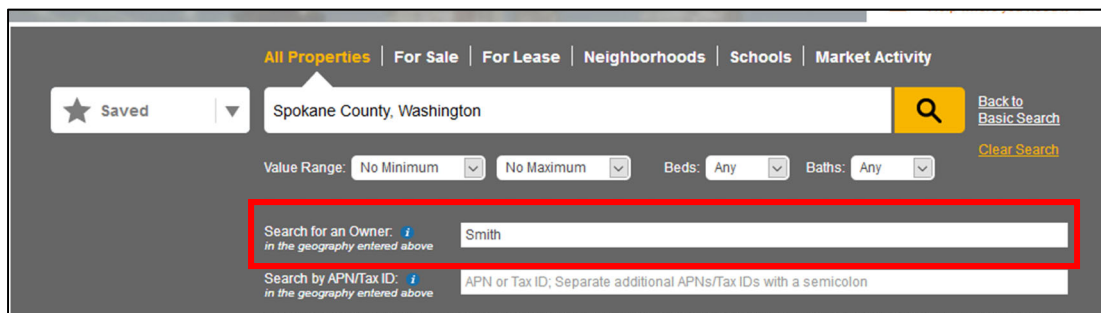 All Properties | For Sale | For Lease | Neighborhoods | Schools | Market Activity
Saved
Spokane County, Washington
Back to
Basic Search
Clear Search
Value Range: No Minimum No Maximum Beds: Any Baths: Any
Search for an Owner: i
in the geography entered above
Smith
Search by APN/Tax ID: i
in the geography entered above
APN or Tax ID; Separate additional APNs/Tax IDs with a semicolon